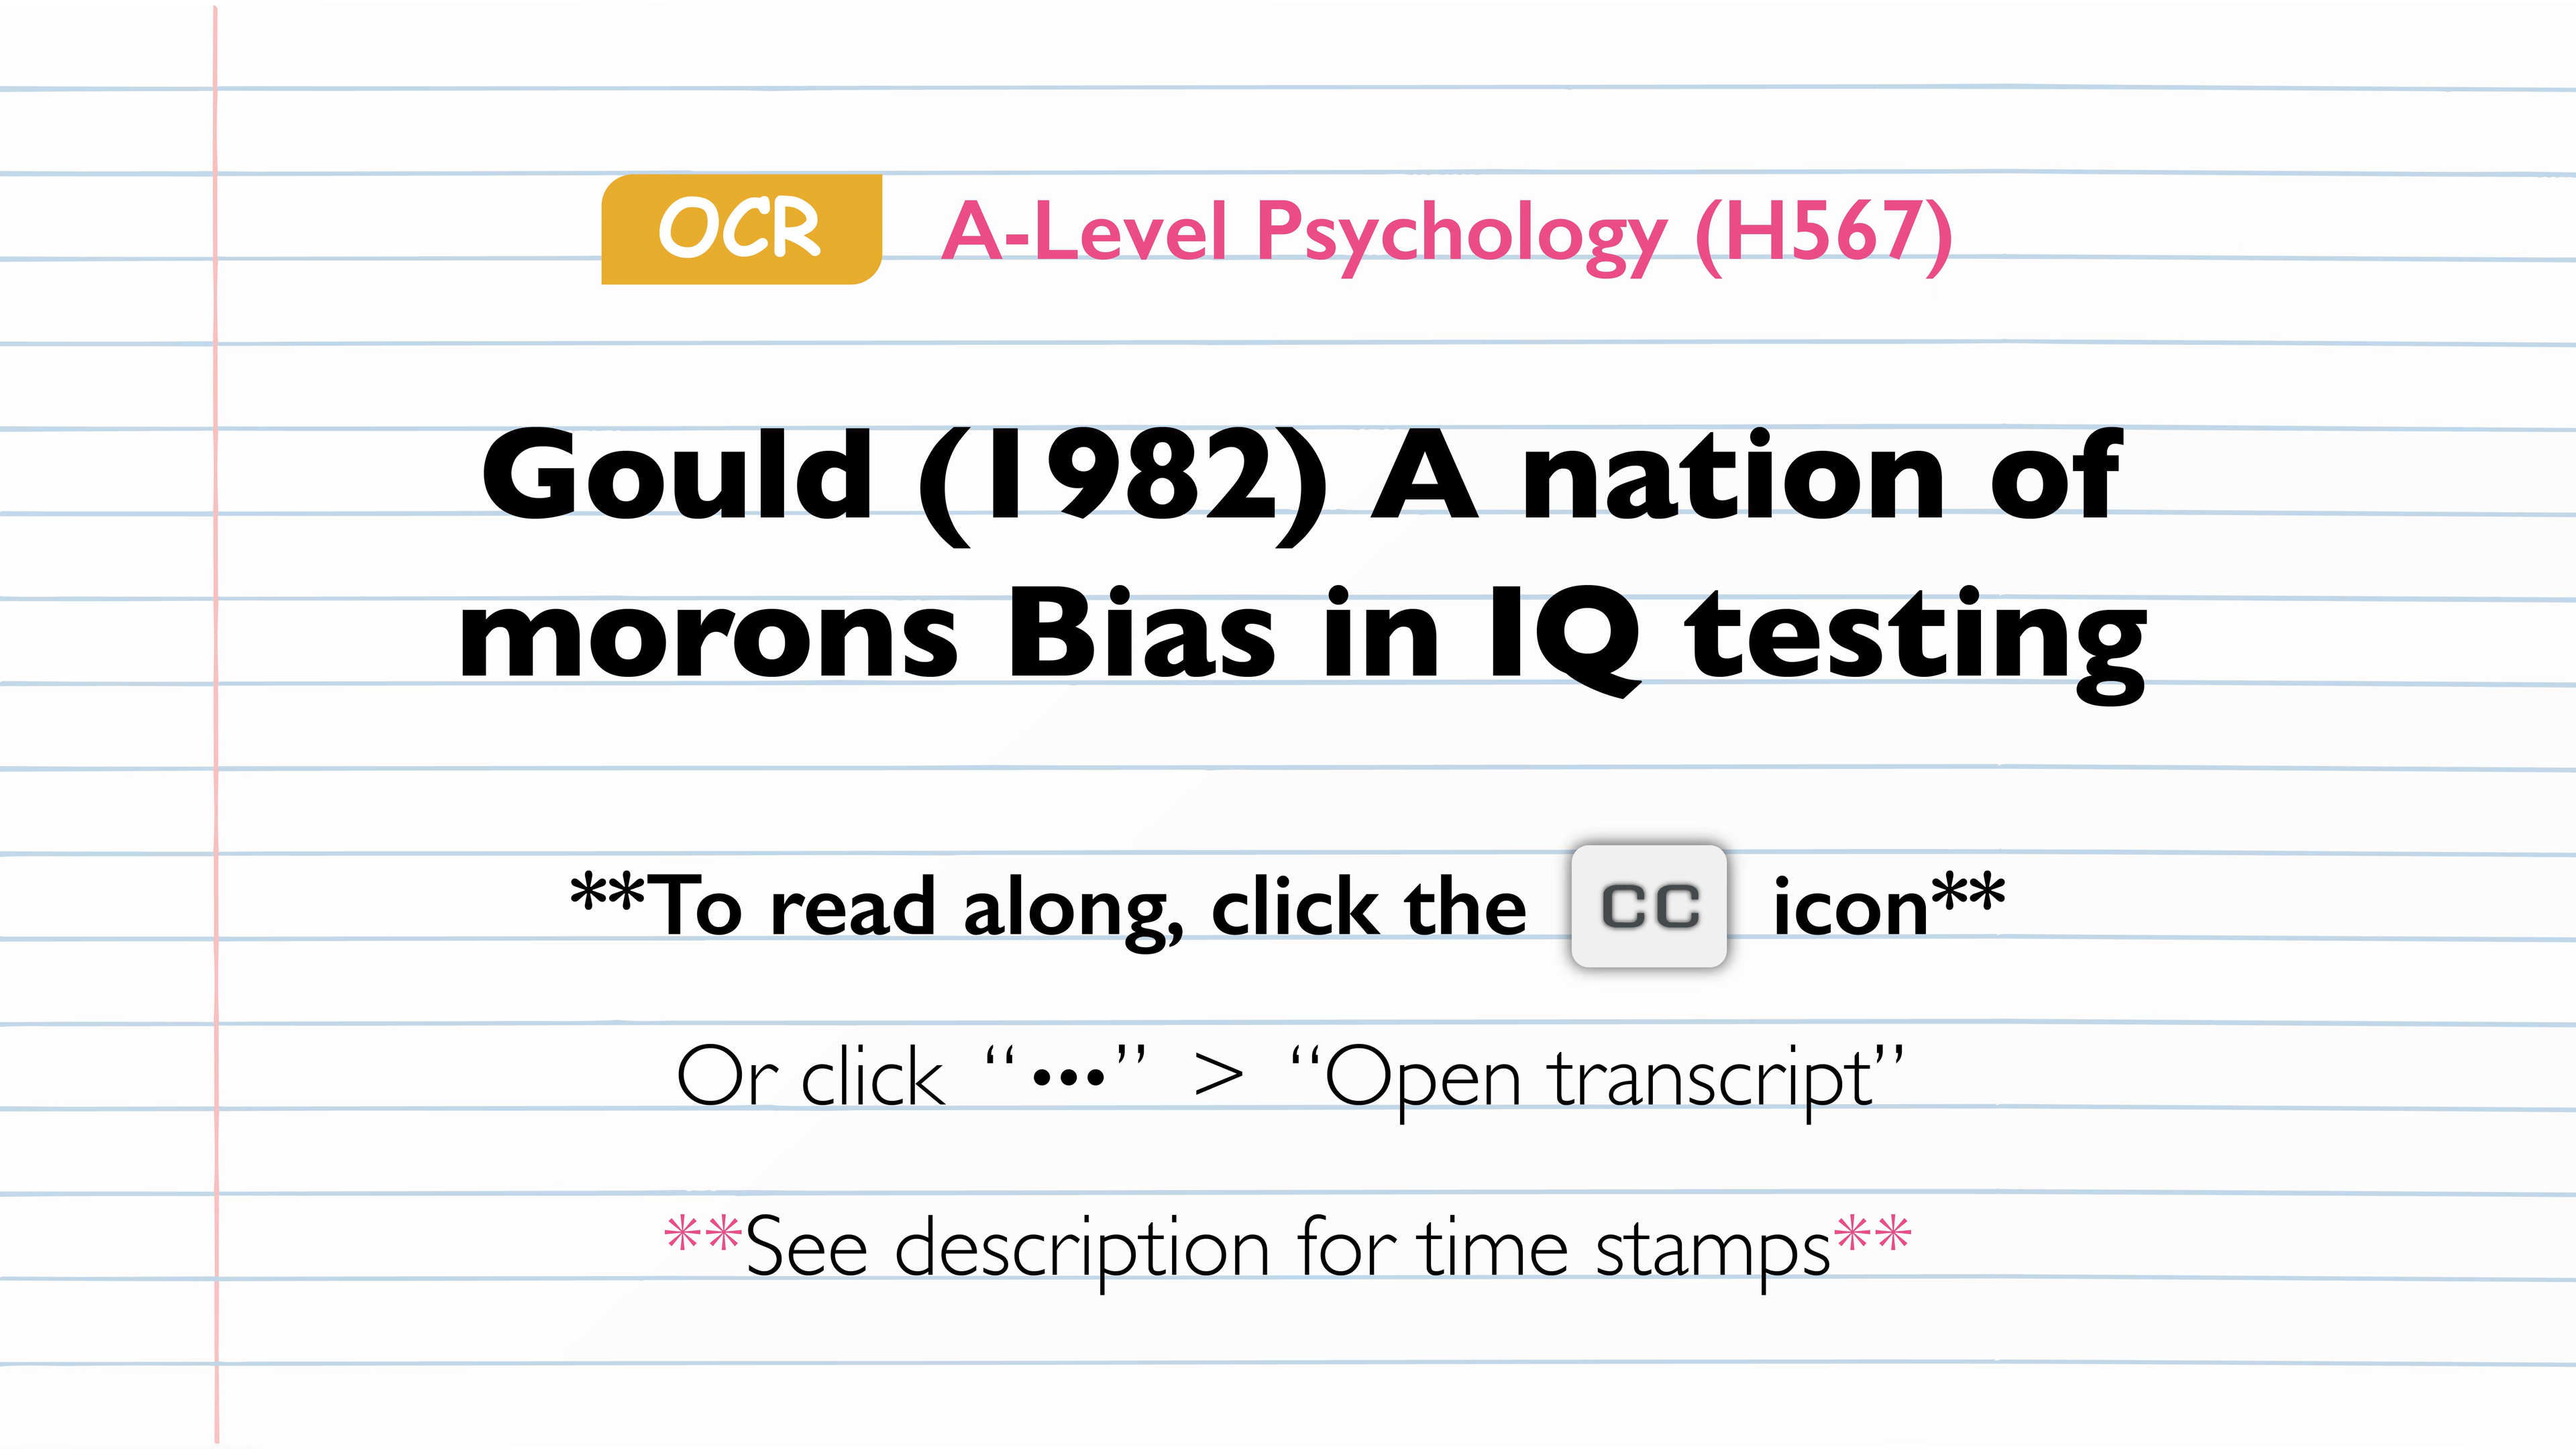 OCR A-Level Psychology (H567)
Gould (1982) A nation of
morons Bias in IQ testing
**To read along, click the CC icon**
Or click “•••” > “Open transcript”
**See description for time stamps**